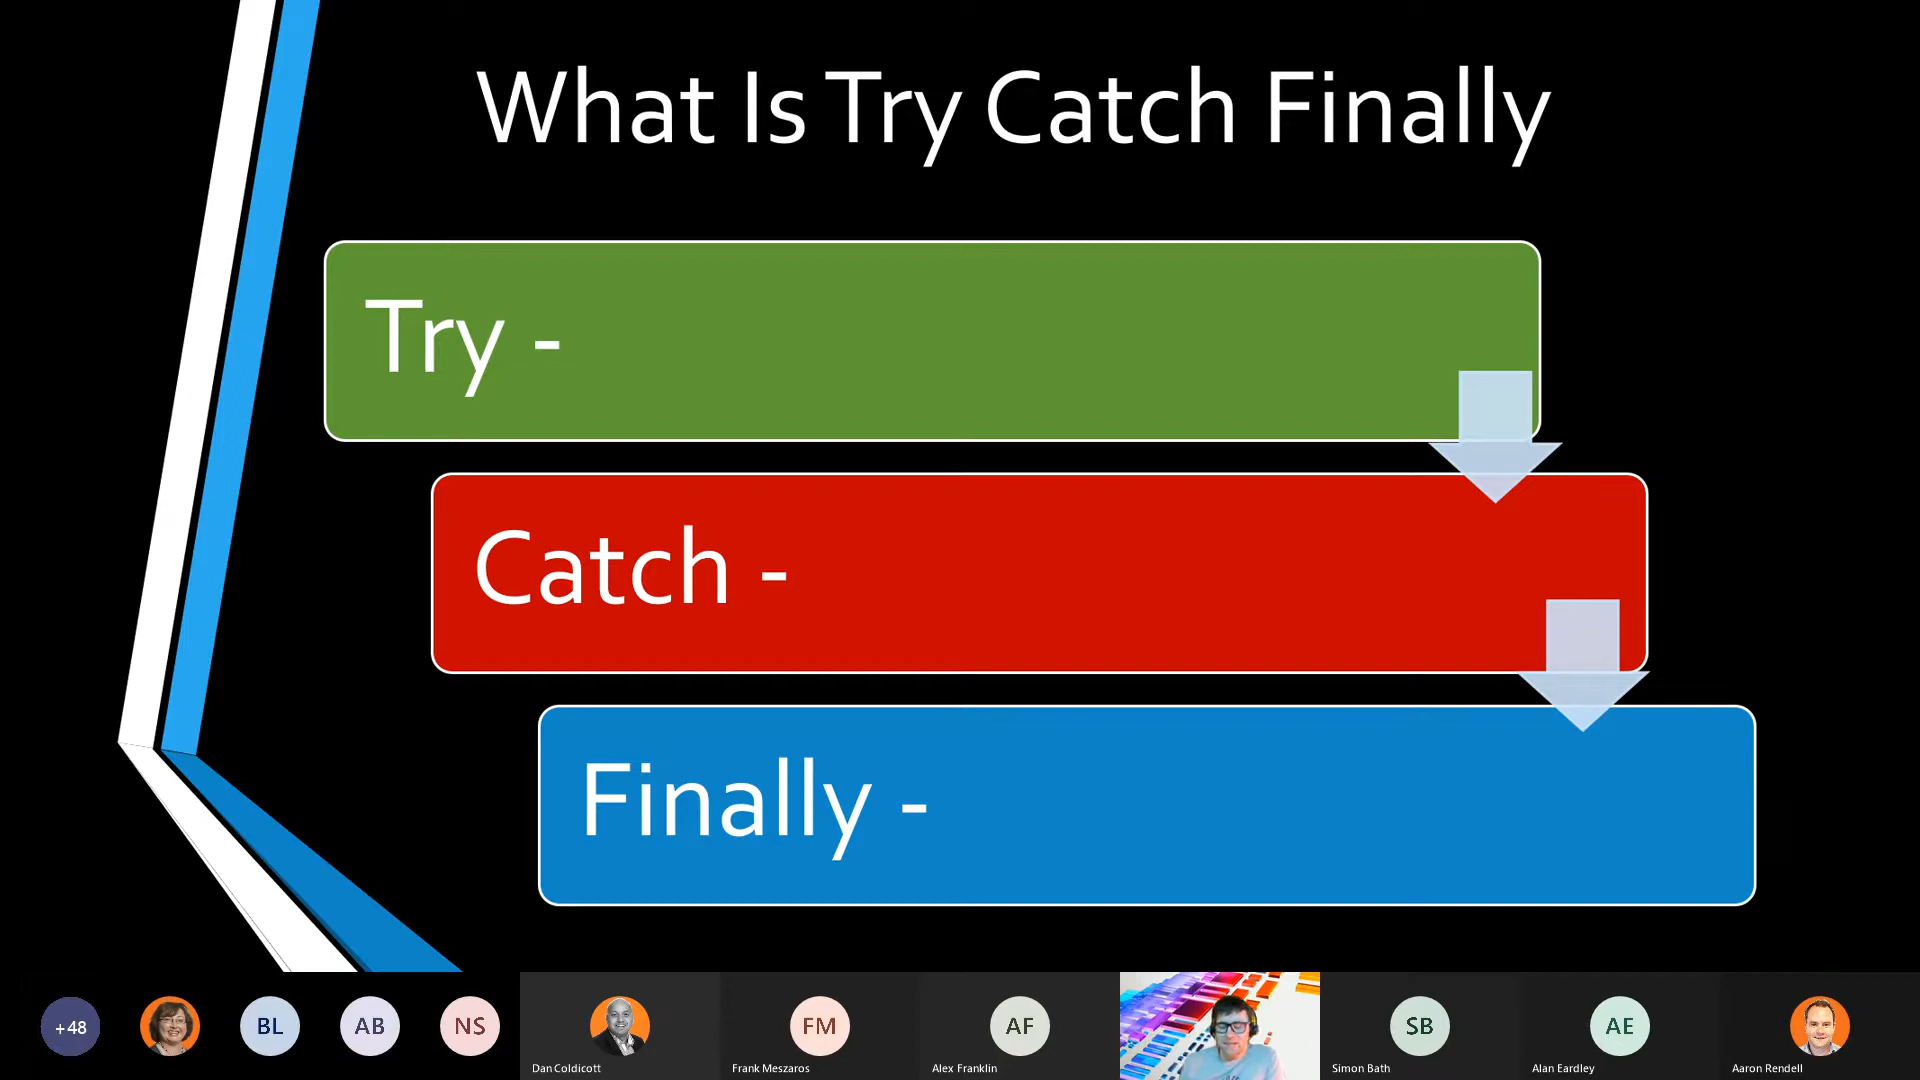 What Is Try Catch Finally
Try -
Catch -
Finally -
+48
BL
AB
NS
Dan Coldicott
FM
Frank Meszaros
AF
Alex Franklin
SB
Simon Bath
AE
Alan Eardley
Aaron Rendell